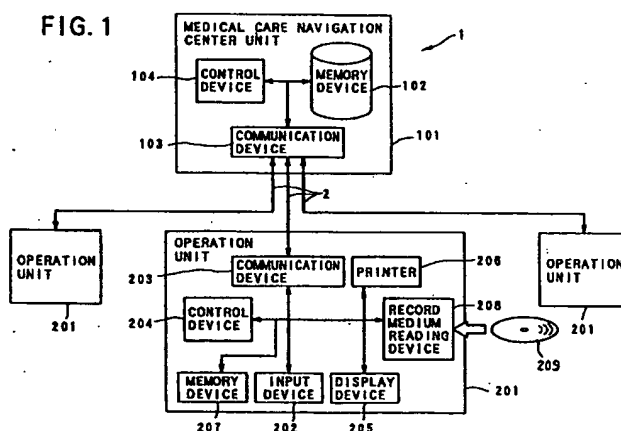 FIG. 1
MEDICAL CARE NAVIGATION
CENTER UNIT
1
104
CONTROL
DEVICE
MEMORY
DEVICE
102
103
COMMUNICATION
DEVICE
101
2
OPERATION
UNIT
201
OPERATION
UNIT
203
COMMUNICATION
DEVICE
PRINTER
206
204
CONTROL
DEVICE
RECORD
MEDIUM
READING
DEVICE
208
209
MEMORY
DEVICE
INPUT
DEVICE
DISPLAY
DEVICE
207
202
205
201
OPERATION
UNIT
201